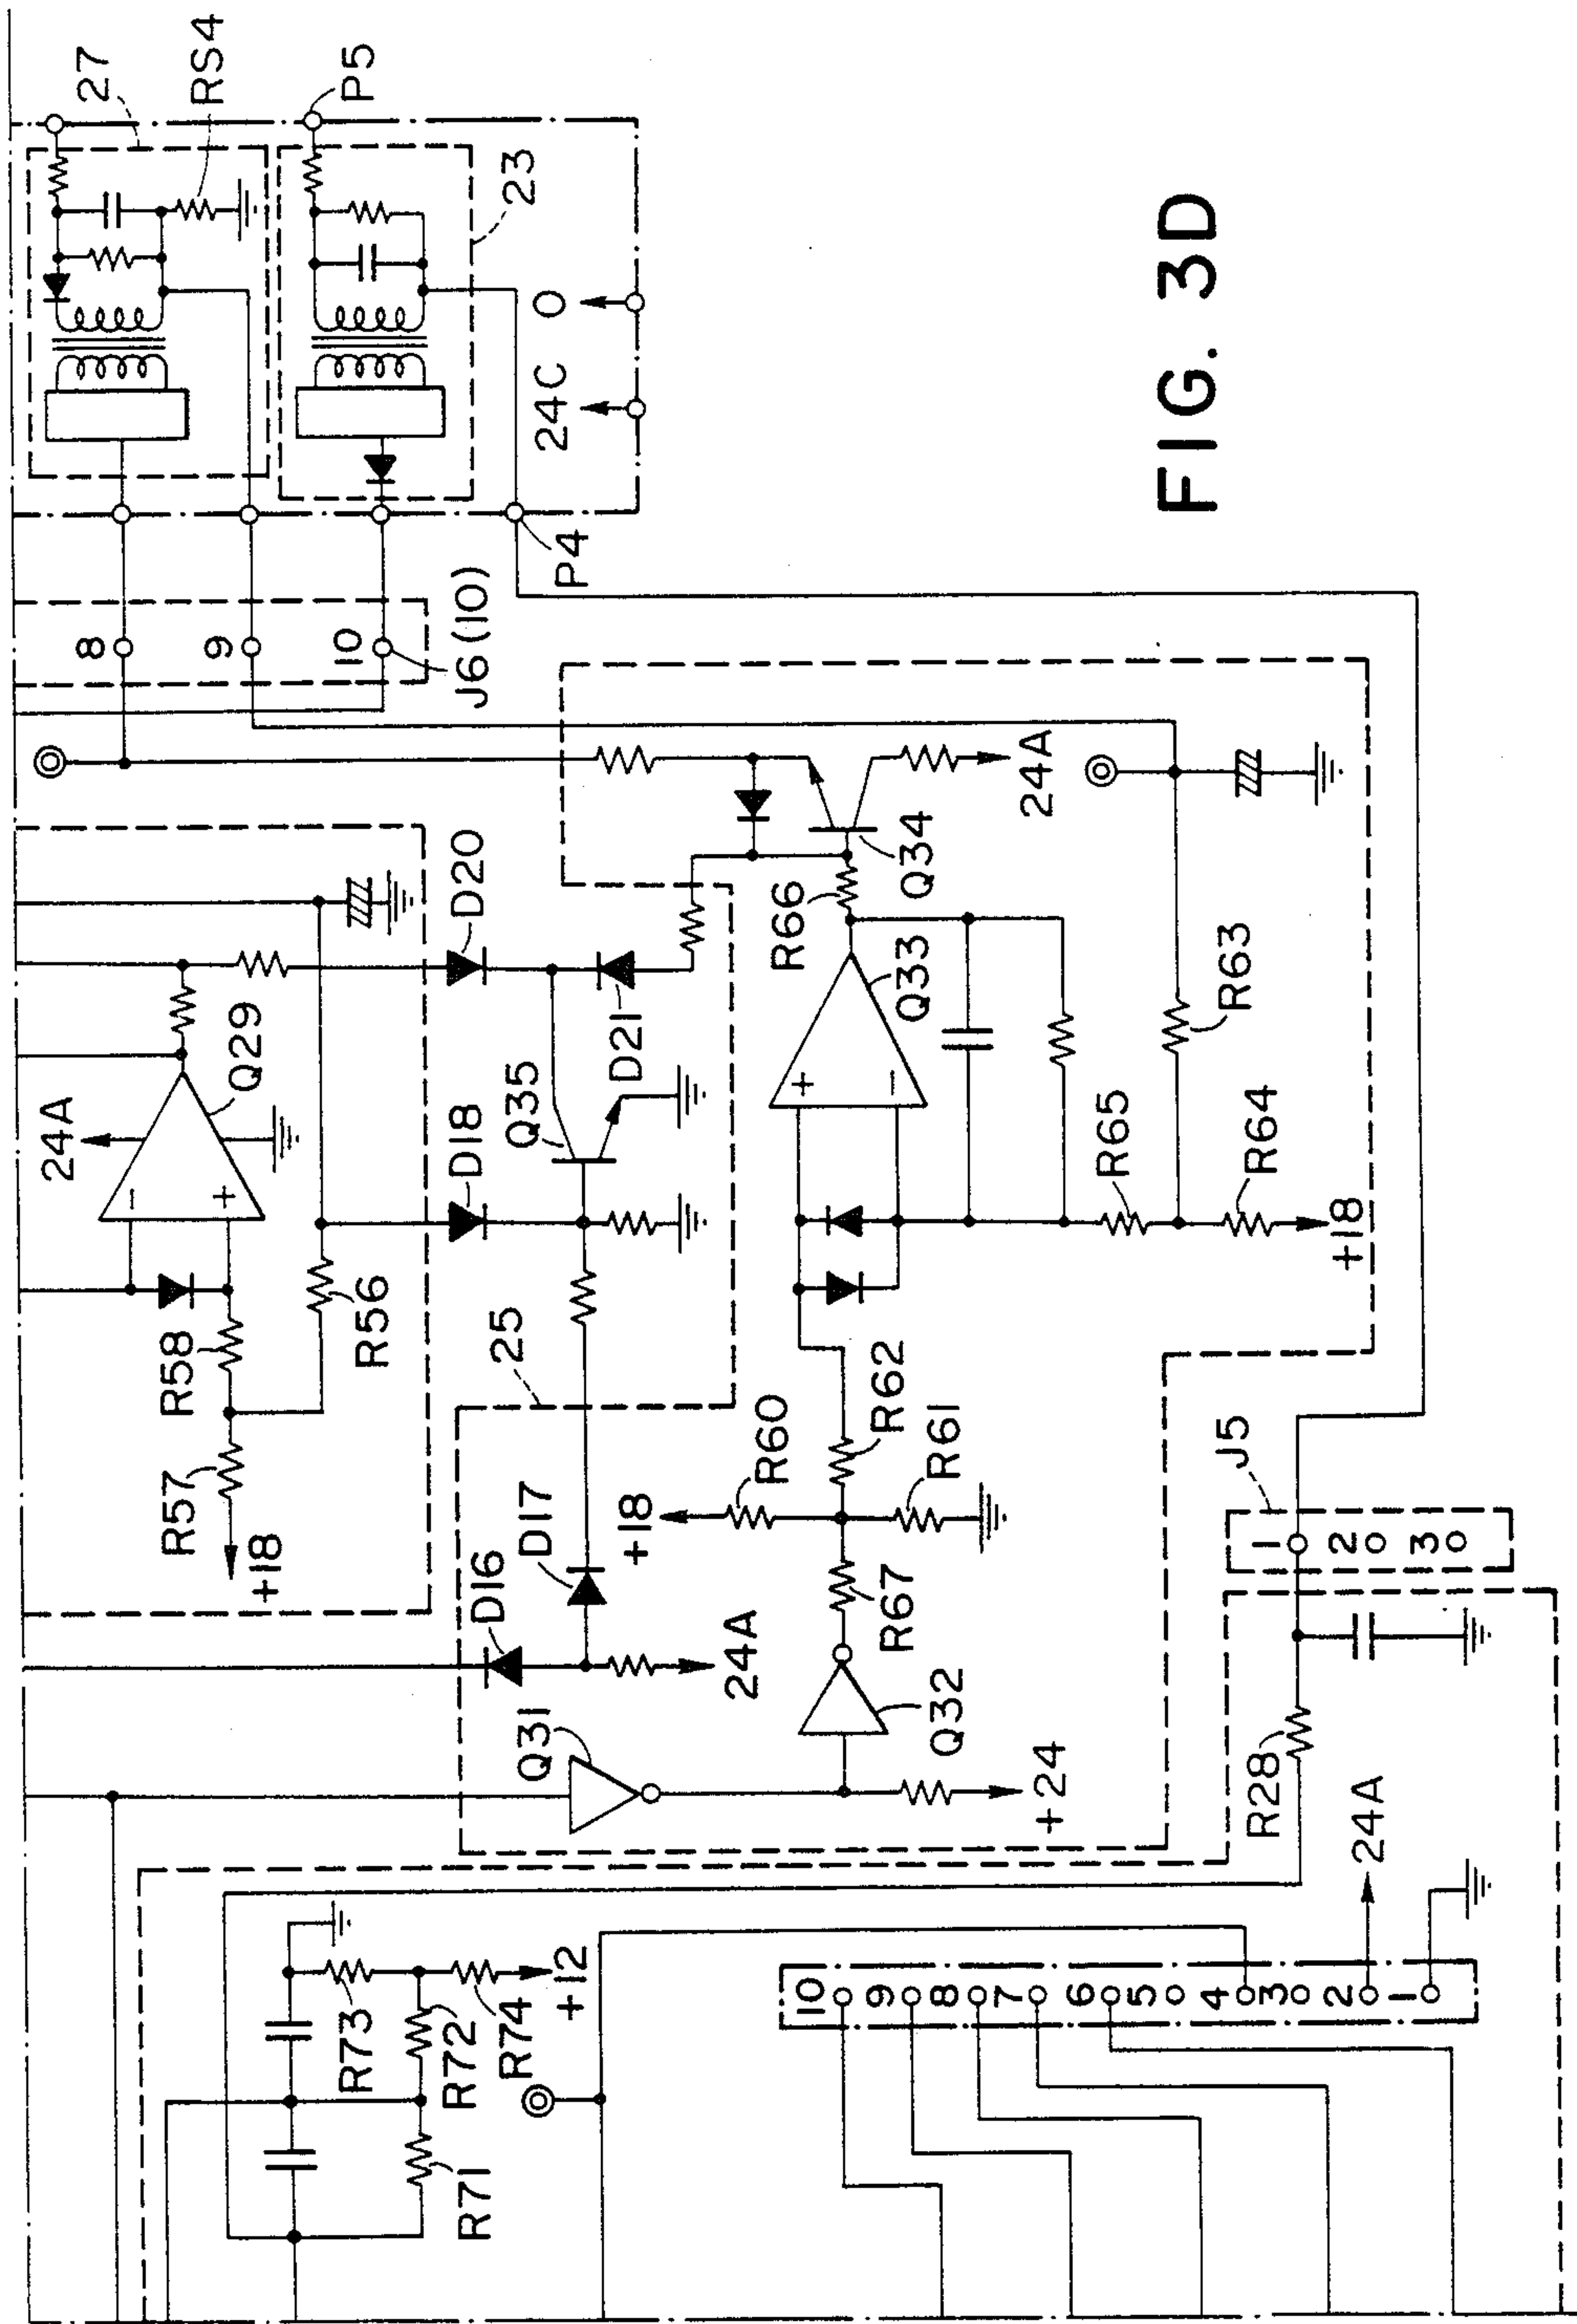 27
RS4
P5
23
24C
O
P4
8
9
10
J6 (10)
24A
Q29
R58
R57
+18
R56
D20
D18
Q35
D21
25
R66
Q34
24A
Q33
+
−
−
+
R63
R65
R64
+18
D16
D17
24A
+18
R60
R62
R61
R67
Q31
Q32
+24
J5
1
2
3
R28
24A
R73
R72
R74
+12
R71
10
9
8
7
6
5
4
3
2
1
FIG. 3D